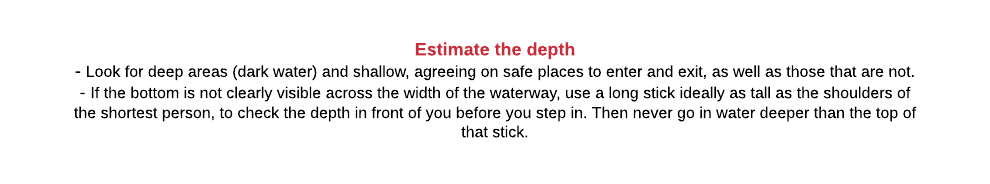 Estimate the depth
- Look for deep areas (dark water) and shallow, agreeing on safe places to enter and exit, as well as those that are not.
- If the bottom is not clearly visible across the width of the waterway, use a long stick ideally as tall as the shoulders of
the shortest person, to check the depth in front of you before you step in. Then never go in water deeper than the top of
that stick.